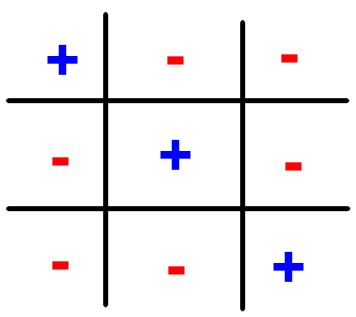 + - -
- + -
- - +